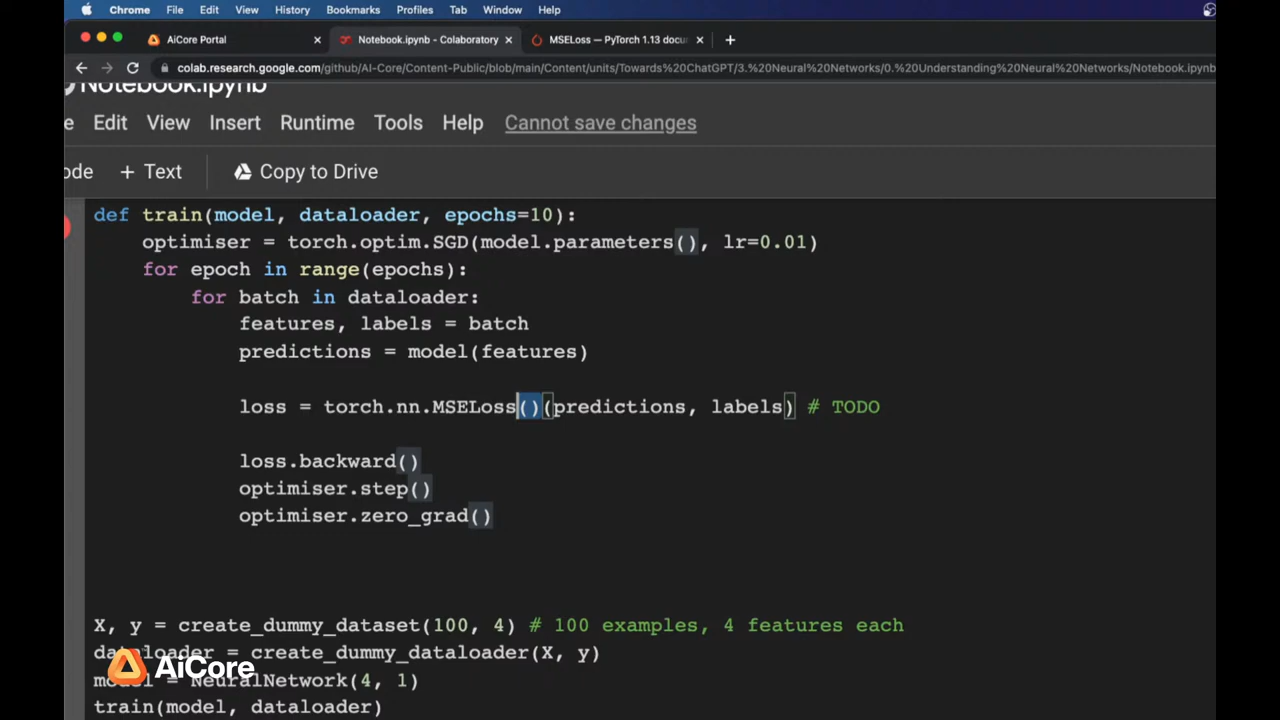 Chrome File Edit View History Bookmarks Profiles Tab Window Help
AiCore Portal Notebook.ipynb - Colaboratory MSELoss — PyTorch 1.13 docu
colab.research.google.com/github/AI-Core/Content-Public/blob/main/Content/units/Towards%20ChatGPT/3.%20Neural%20Networks/0.%20Understanding%20Neural%20Networks/Notebook.ipynb
Notebook.ipynb
e Edit View Insert Runtime Tools Help Cannot save changes
ode + Text Copy to Drive
def train(model, dataloader, epochs=10):
optimiser = torch.optim.SGD(model.parameters(), lr=0.01)
for epoch in range(epochs):
for batch in dataloader:
features, labels = batch
predictions = model(features)
loss = torch.nn.MSELoss()(predictions, labels) # TODO
loss.backward()
optimiser.step()
optimiser.zero_grad()
X, y = create_dummy_dataset(100, 4) # 100 examples, 4 features each
dataloader = create_dummy_dataloader(X, y)
model = NeuralNetwork(4, 1)
train(model, dataloader)
AiCore